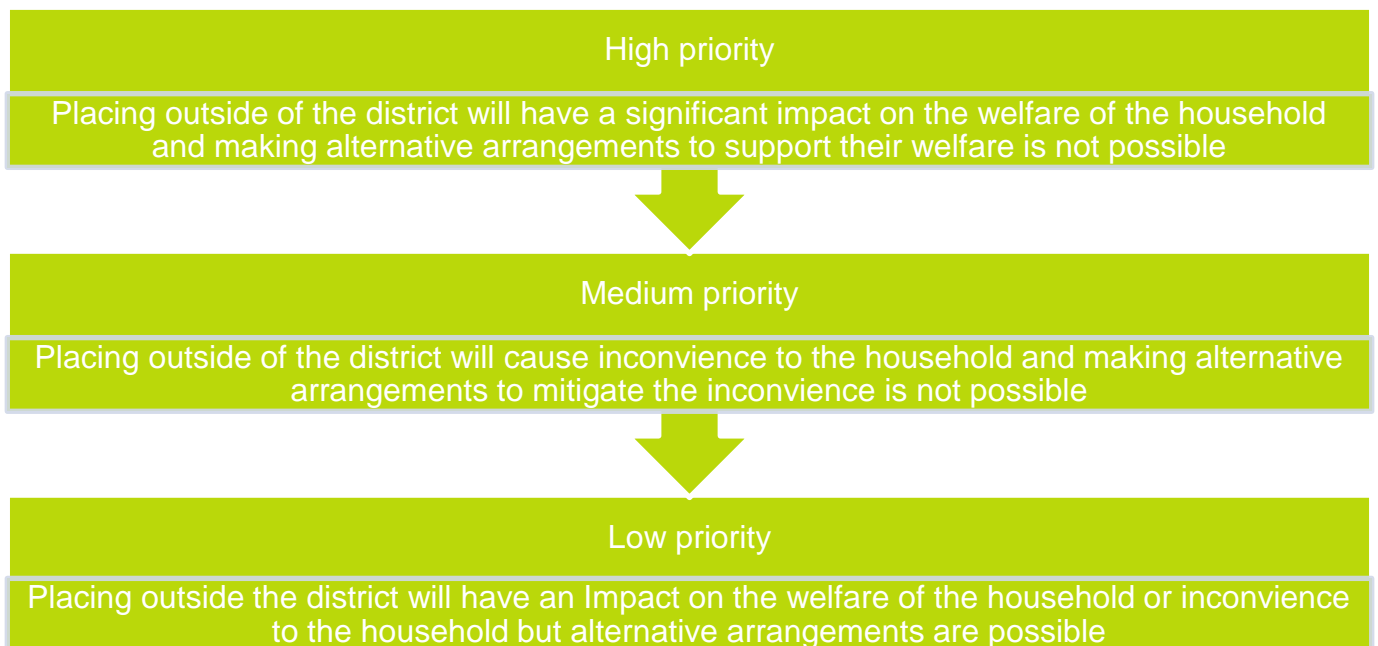 High priority
Placing outside of the district will have a significant impact on the welfare of the household
and making alternative arrangements to support their welfare is not possible
Medium priority
Placing outside of the district will cause inconvience to the household and making alternative
arrangements to mitigate the inconvience is not possible
Low priority
Placing outside the district will have an Impact on the welfare of the household or inconvience
to the household but alternative arrangements are possible